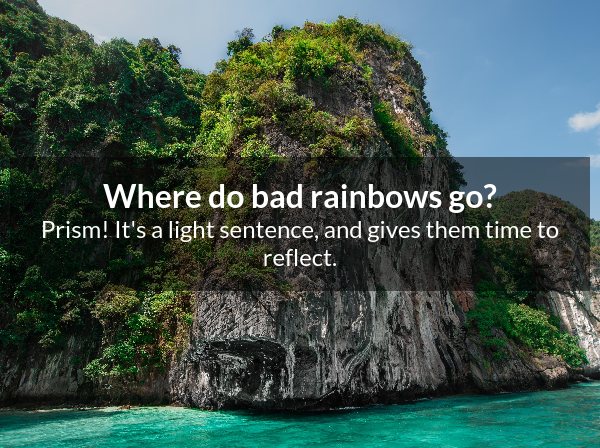 Where do bad rainbows go?
Prism! It's a light sentence, and gives them time to
reflect.